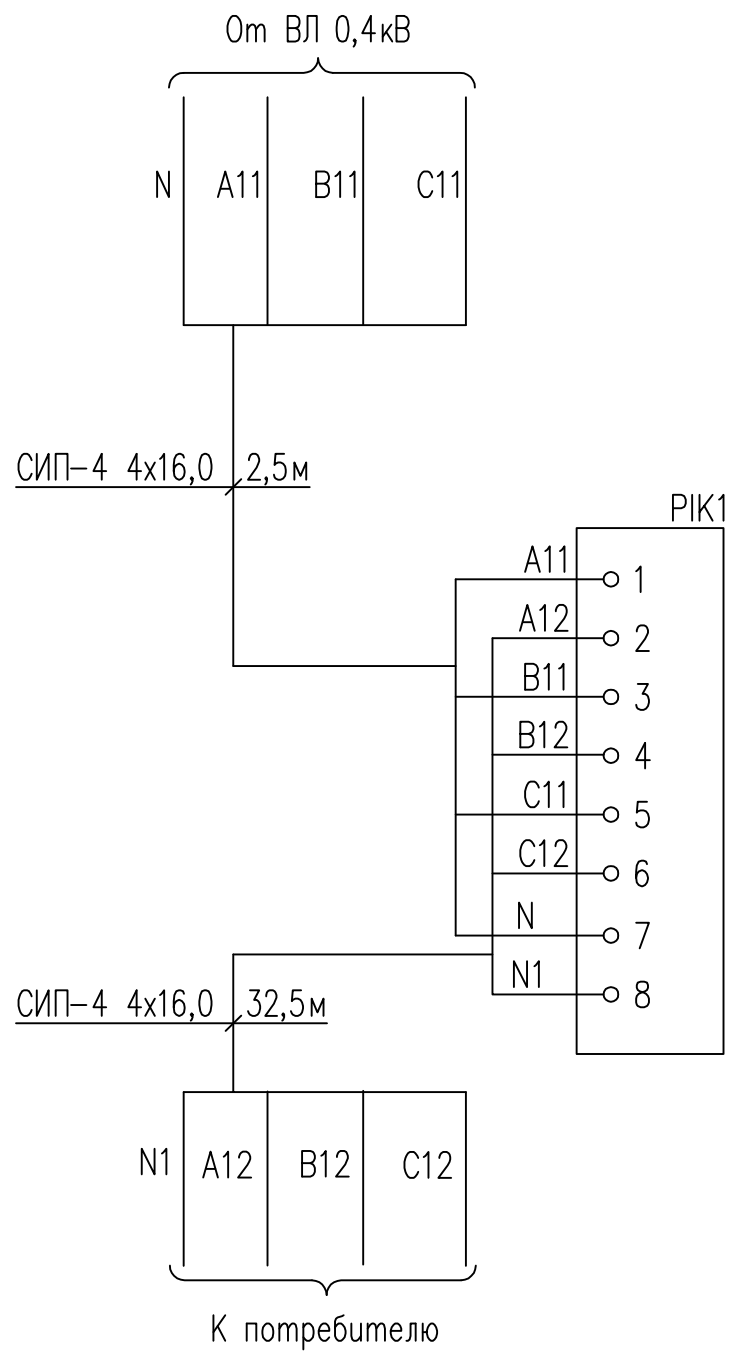 От ВЛ 0,4кВ
N A11 B11 C11
СИП-4 4х16,0 2,5м
PIK1
A11 1
A12 2
B11 3
B12 4
C11 5
C12 6
N 7
N1 8
СИП-4 4х16,0 32,5м
N1 A12 B12 C12
К потребителю